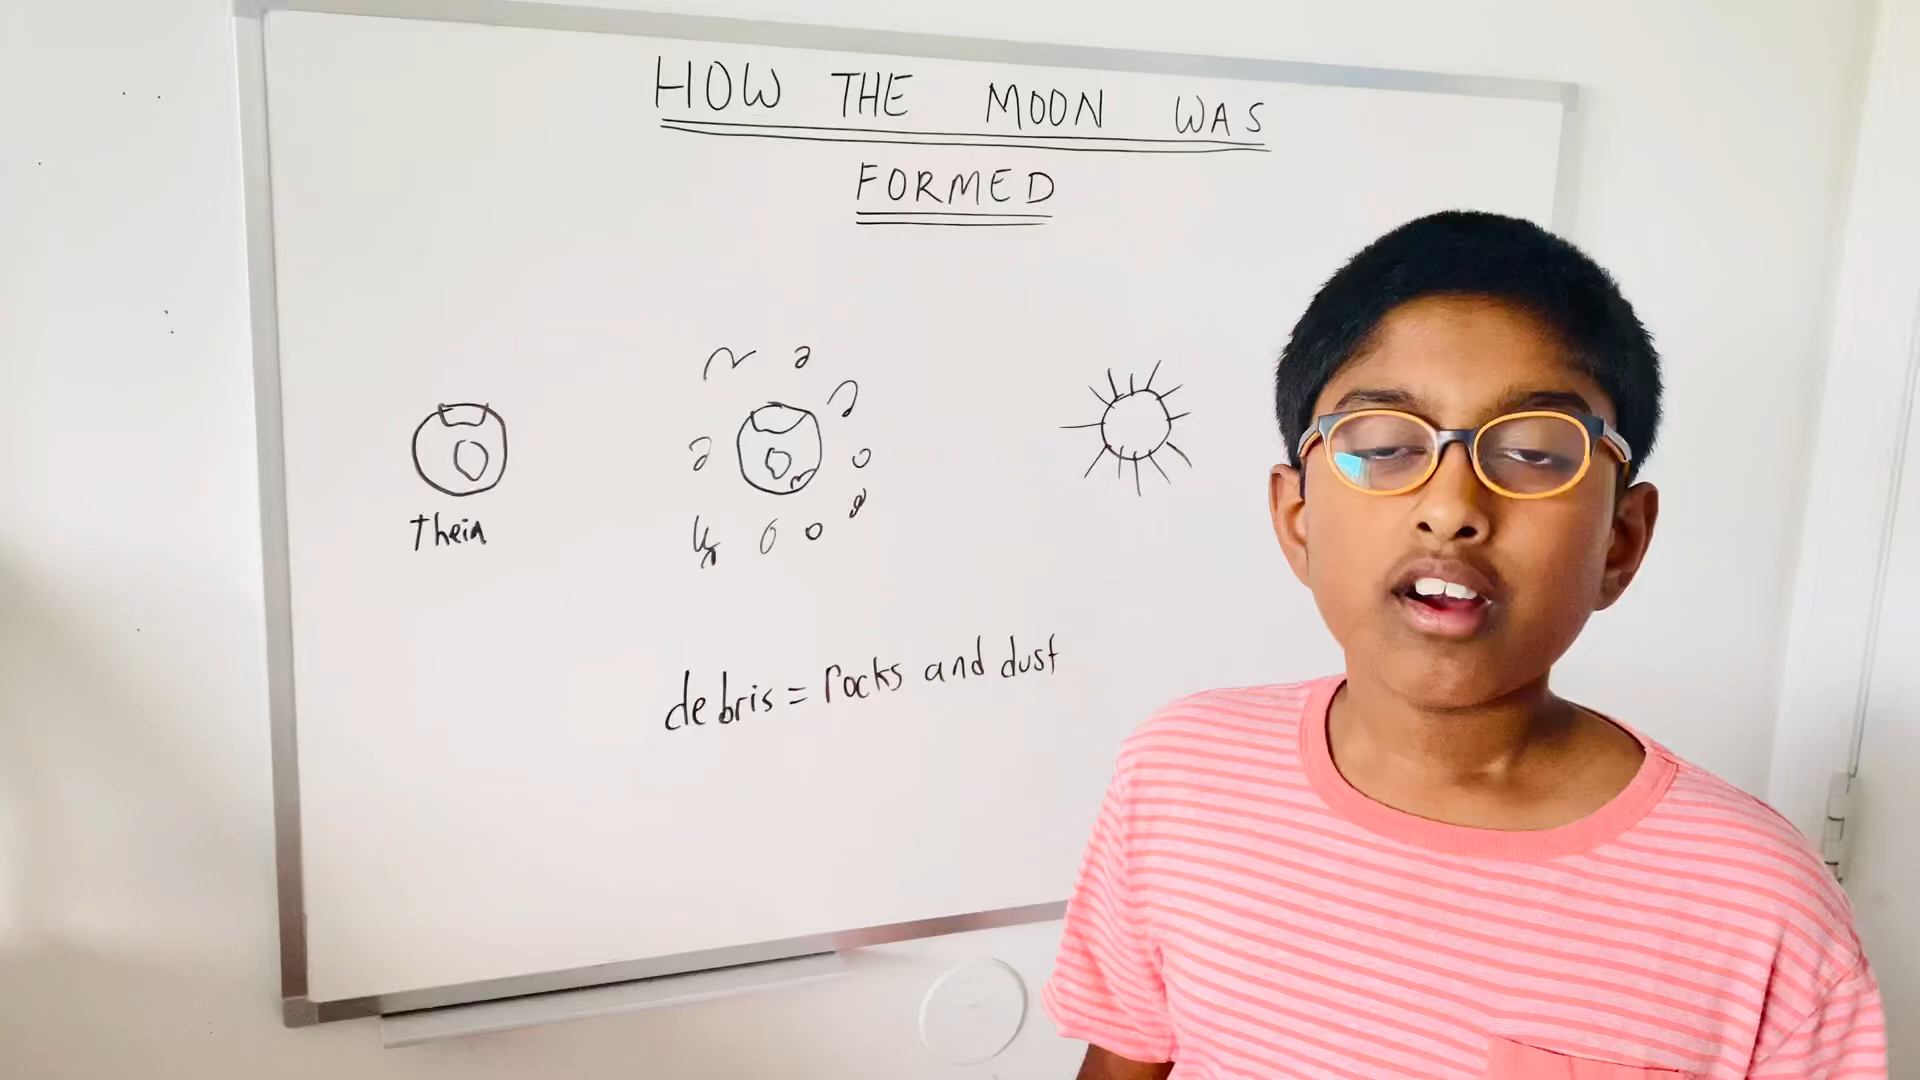 HOW THE MOON WAS
FORMED
Theia
debris = rocks and dust